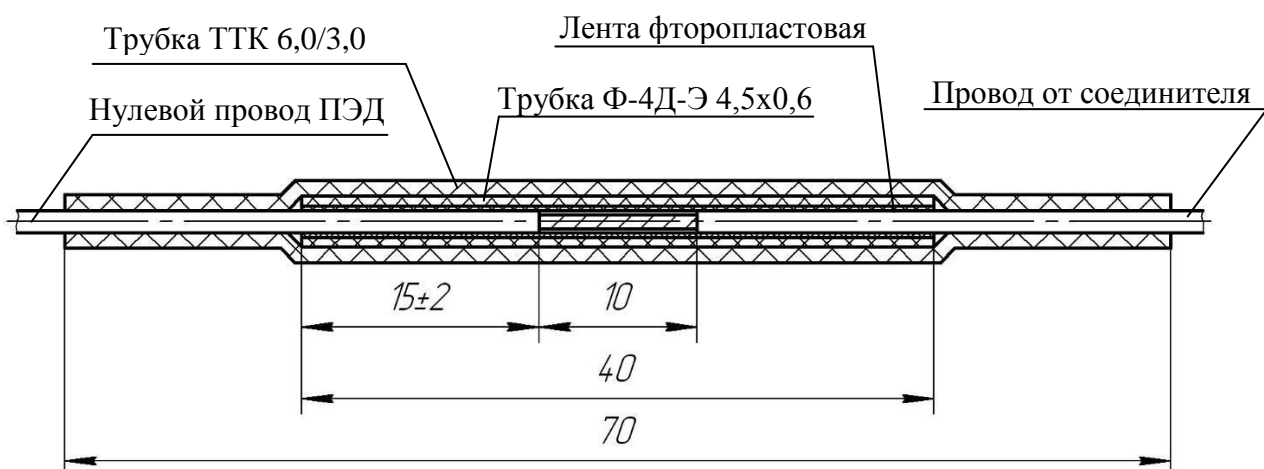 Трубка ТТК 6,0/3,0
Лента фторопластовая
Нулевой провод ПЭД
Трубка Ф-4Д-Э 4,5х0,6
Провод от соединителя
15±2
10
40
70